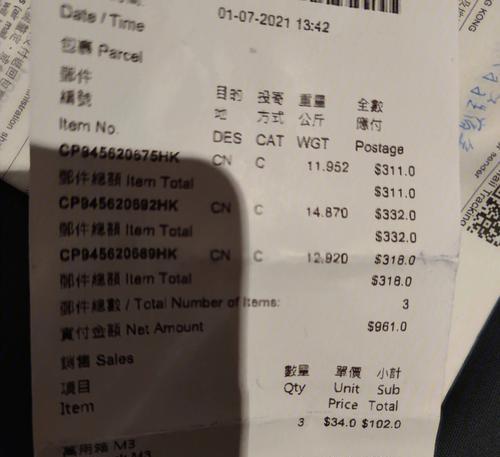 Date / Time 01-07-2021 13:42
包裹 Parcel
郵件 目的 投寄 重量 全數
編號 地 方式 公斤 應付
Item No. DES CAT WGT Postage
CP945620675HK CN C 11.952 $311.0
郵件總額 Item Total $311.0
CP945620692HK CN C 14.870 $332.0
郵件總額 Item Total $332.0
CP945620689HK CN C 12.920 $318.0
郵件總額 Item Total $318.0
郵件總數 / Total Number of Items: 3
實付金額 Net Amount $961.0
銷售 Sales
項目 數量 單價 小計
Item Qty Unit Sub
Price Total
3 $34.0 $102.0
萬用箱 M3